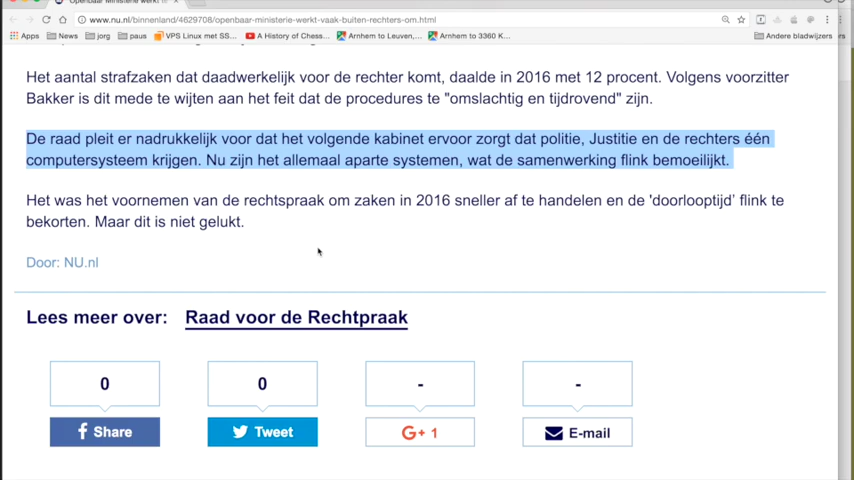 Openbaar Ministerie werkt vaa
www.nu.nl/binnenland/4629708/openbaar-ministerie-werkt-vaak-buiten-rechters-om.html
Apps News jorg paus VPS Linux met SS... A History of Chess... Arnhem to Leuven,... Arnhem to 3360 K... Andere bladwijzers
Het aantal strafzaken dat daadwerkelijk voor de rechter komt, daalde in 2016 met 12 procent. Volgens voorzitter
Bakker is dit mede te wijten aan het feit dat de procedures te "omslachtig en tijdrovend" zijn.
De raad pleit er nadrukkelijk voor dat het volgende kabinet ervoor zorgt dat politie, Justitie en de rechters één
computersysteem krijgen. Nu zijn het allemaal aparte systemen, wat de samenwerking flink bemoeilijkt.
Het was het voornemen van de rechtspraak om zaken in 2016 sneller af te handelen en de 'doorlooptijd' flink te
bekorten. Maar dit is niet gelukt.
Door: NU.nl
Lees meer over: Raad voor de Rechtpraak
0 0 - -
Share Tweet G+ 1 E-mail